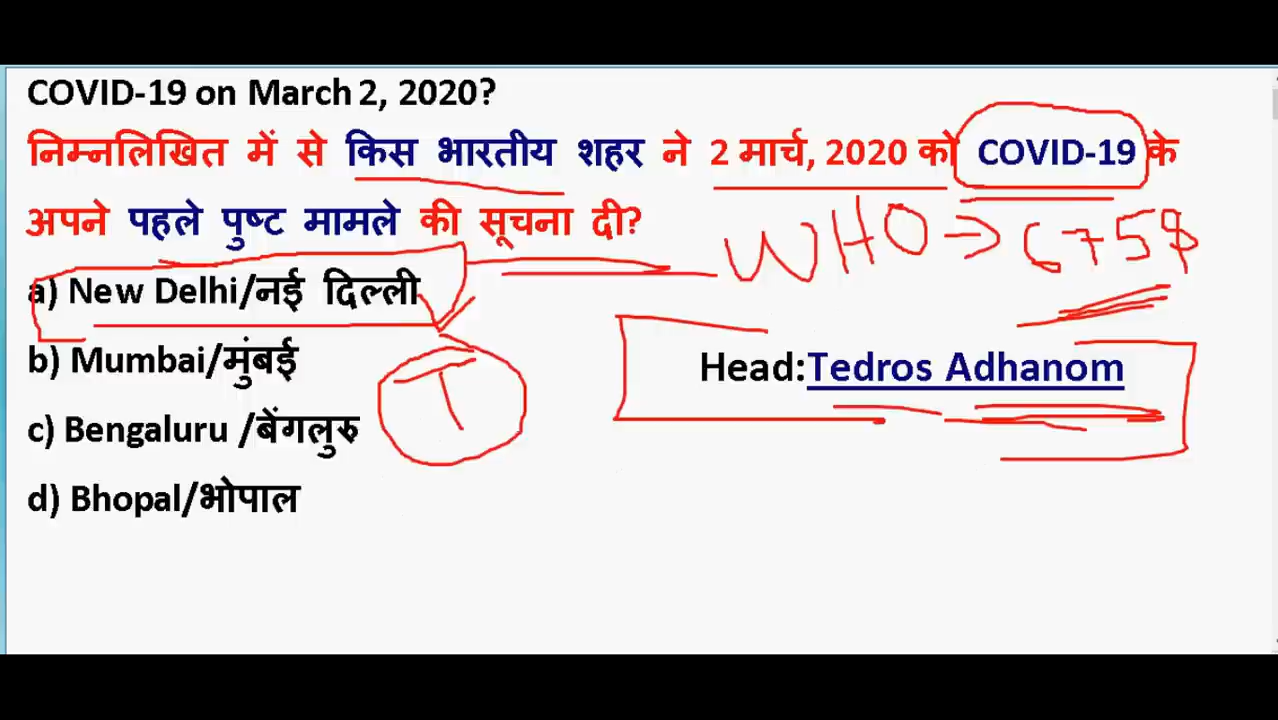 COVID-19 on March 2, 2020?
निम्नलिखित में से किस भारतीय शहर ने 2 मार्च, 2020 को COVID-19 के
अपने पहले पुष्ट मामले की सूचना दी?
WHO → 6758
a) New Delhi/नई दिल्ली
b) Mumbai/मुंबई
Head:Tedros Adhanom
c) Bengaluru /बेंगलुरु
d) Bhopal/भोपाल